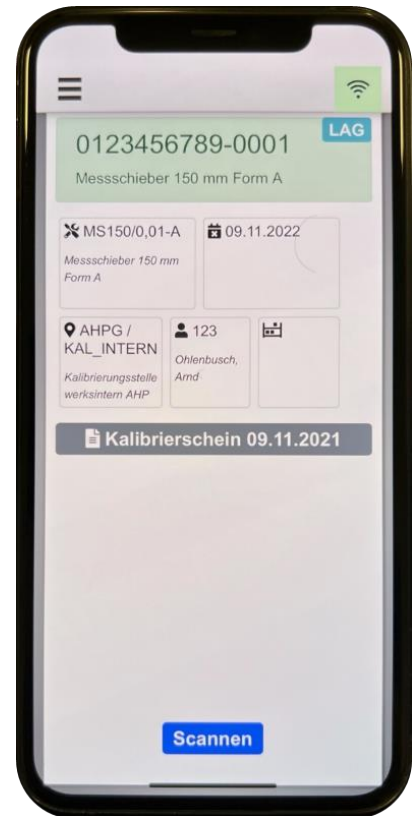 LAG
0123456789-0001
Messschieber 150 mm Form A
MS150/0,01-A
Messschieber 150 mm
Form A
09.11.2022
AHPG /
KAL_INTERN
Kalibrierungsstelle
werksintern AHP
123
Ohlenbusch,
Arnd
Kalibrierschein 09.11.2021
Scannen